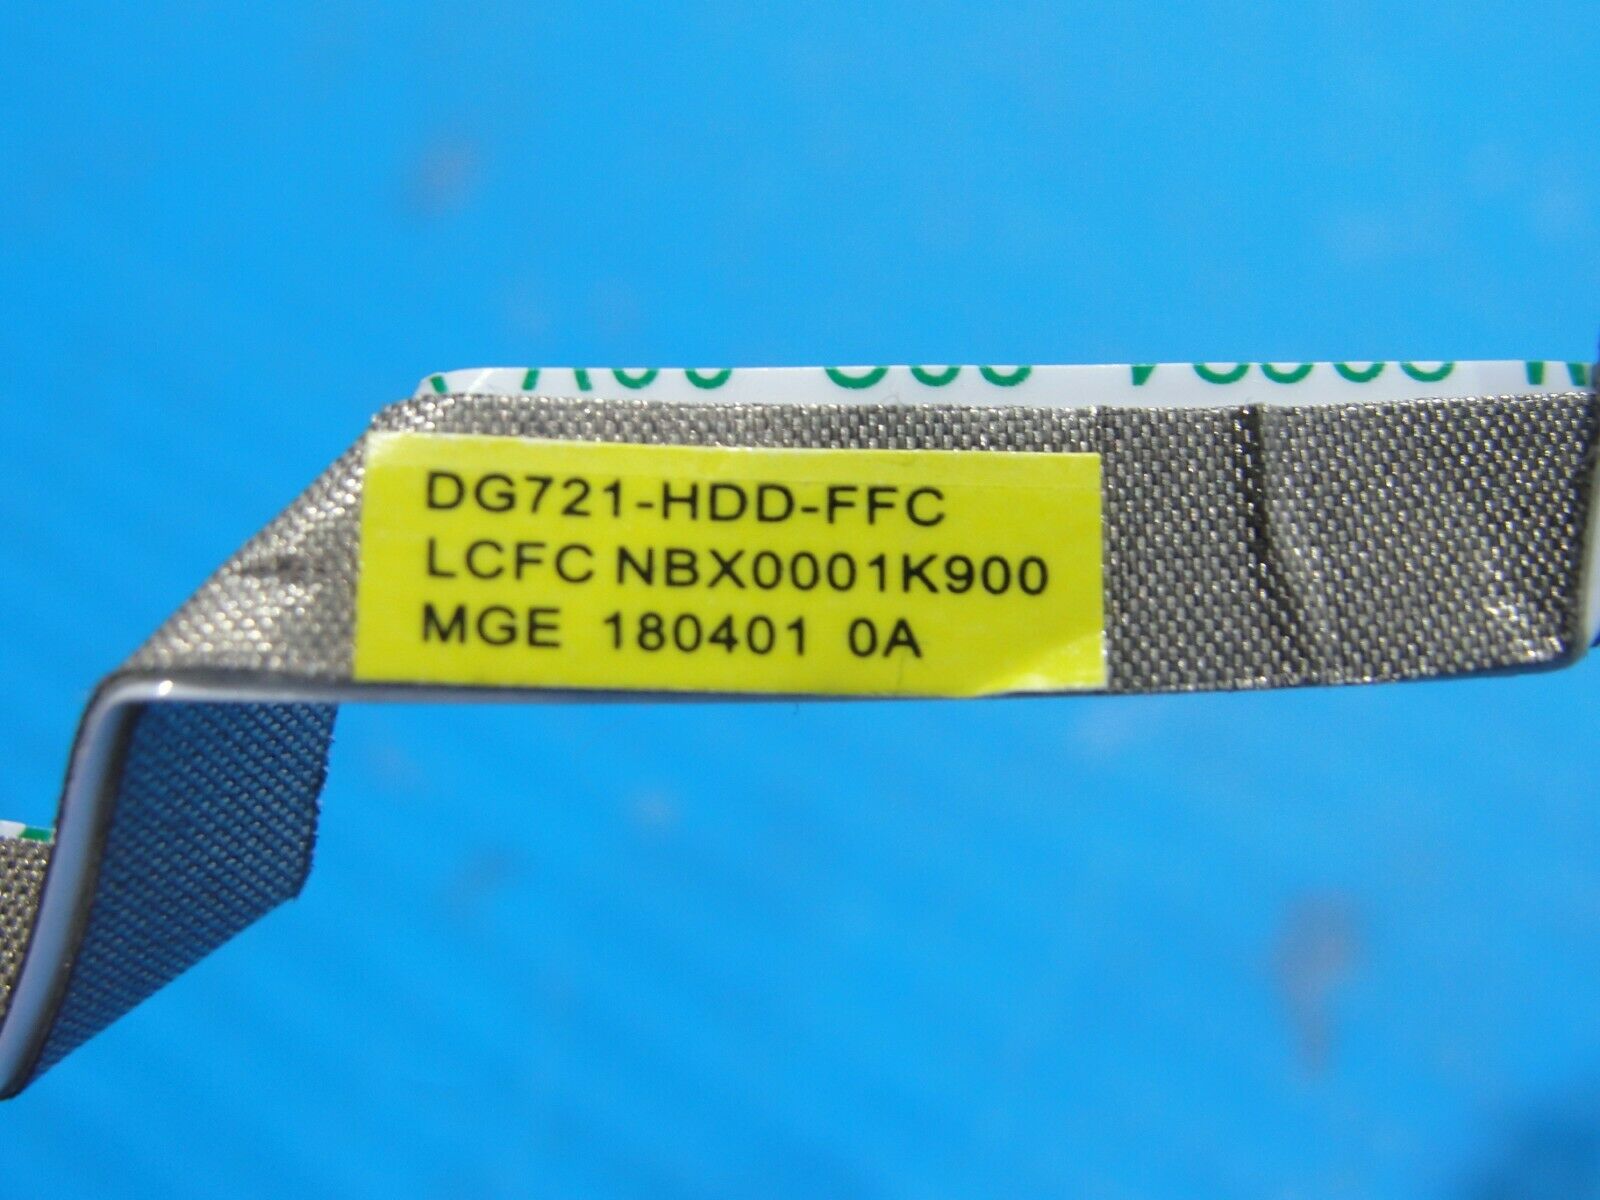 DG721-HDD-FFC
LCFC NBX0001K900
MGE 180401 0A